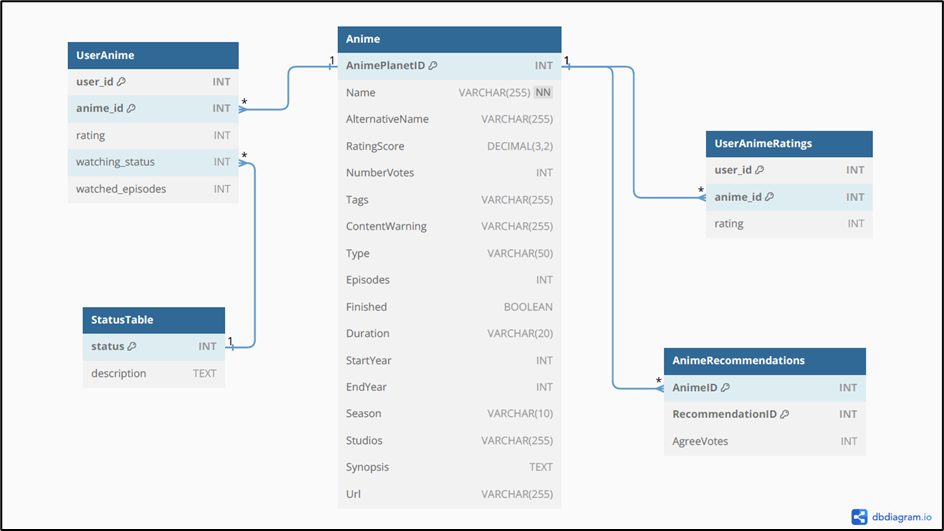 UserAnime
user_id INT
anime_id INT
rating INT
watching_status INT
watched_episodes INT
*
*
StatusTable
status INT
description TEXT
1
Anime
AnimePlanetID INT
Name VARCHAR(255) NN
AlternativeName VARCHAR(255)
RatingScore DECIMAL(3,2)
NumberVotes INT
Tags VARCHAR(255)
ContentWarning VARCHAR(255)
Type VARCHAR(50)
Episodes INT
Finished BOOLEAN
Duration VARCHAR(20)
StartYear INT
EndYear INT
Season VARCHAR(10)
Studios VARCHAR(255)
Synopsis TEXT
Url VARCHAR(255)
1
1
UserAnimeRatings
user_id INT
anime_id INT
rating INT
*
AnimeRecommendations
AnimeID INT
RecommendationID INT
AgreeVotes INT
*
dbdiagram.io